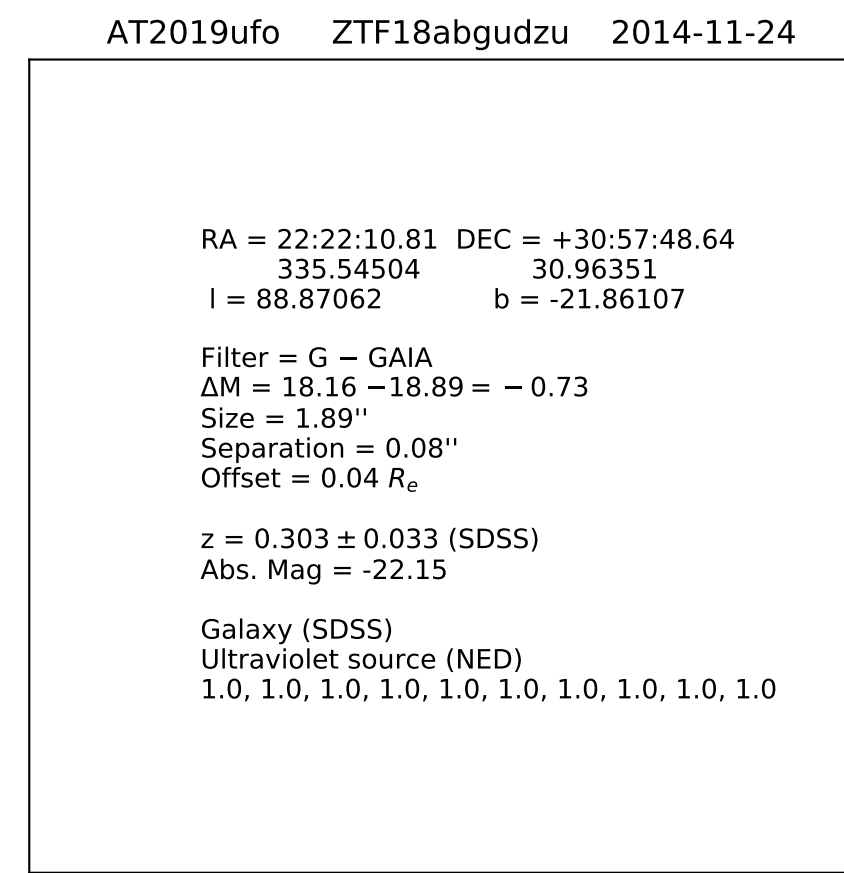 AT2019ufo ZTF18abgudzu 2014-11-24
RA = 22:22:10.81 DEC = +30:57:48.64
335.54504 30.96351
l = 88.87062 b = -21.86107
Filter = G − GAIA
ΔM = 18.16 −18.89 = − 0.73
Size = 1.89''
Separation = 0.08''
Offset = 0.04 Rₑ
z = 0.303 ± 0.033 (SDSS)
Abs. Mag = -22.15
Galaxy (SDSS)
Ultraviolet source (NED)
1.0, 1.0, 1.0, 1.0, 1.0, 1.0, 1.0, 1.0, 1.0, 1.0